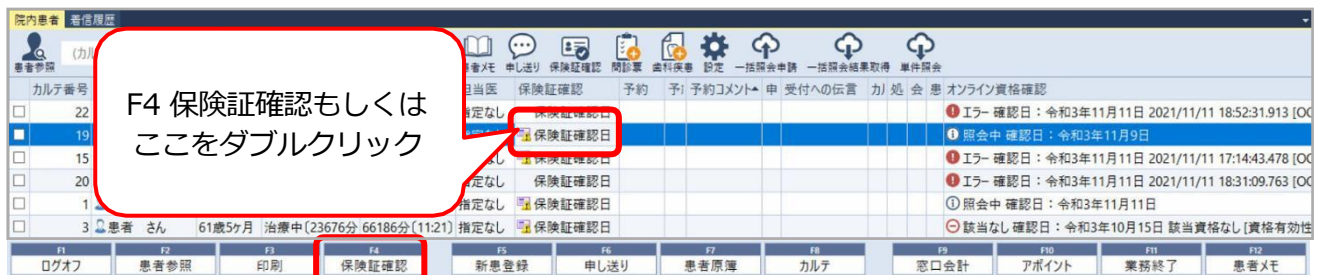 院内患者 着信履歴
患者参照 (カル 患者メモ 申し送り 保険証確認 問診票 歯科疾患 設定 一括照会申請 一括照会結果取得 単件照会
カルテ番号 担当医 保険証確認 予約 予 予約コメント 申 受付への伝言 カ 処 会 患 オンライン資格確認
F4 保険証確認もしくは
ここをダブルクリック
22 指定なし 保険証確認日 エラー 確認日:令和3年11月11日 2021/11/11 18:52:31.913 [OC
19 保険証確認日 照会中 確認日:令和3年11月9日
15 なし 保険証確認日 エラー 確認日:令和3年11月11日 2021/11/11 17:14:43.478 [OC
20 指定なし 保険証確認日 エラー 確認日:令和3年11月11日 2021/11/11 18:31:09.763 [OC
1 指定なし 保険証確認日 照会中 確認日:令和3年11月11日
3 患者 さん 61歳5ヶ月 治療中(23676分 66186分(11:21) 指定なし 保険証確認日 該当なし 確認日:令和3年10月15日 該当資格なし[資格有効性
F1 F2 F3 F4 F5 F6 F7 F8 F9 F10 F11 F12
ログオフ 患者参照 印刷 保険証確認 新患登録 申し送り 患者原簿 カルテ 窓口会計 アポイント 業務終了 患者メモ